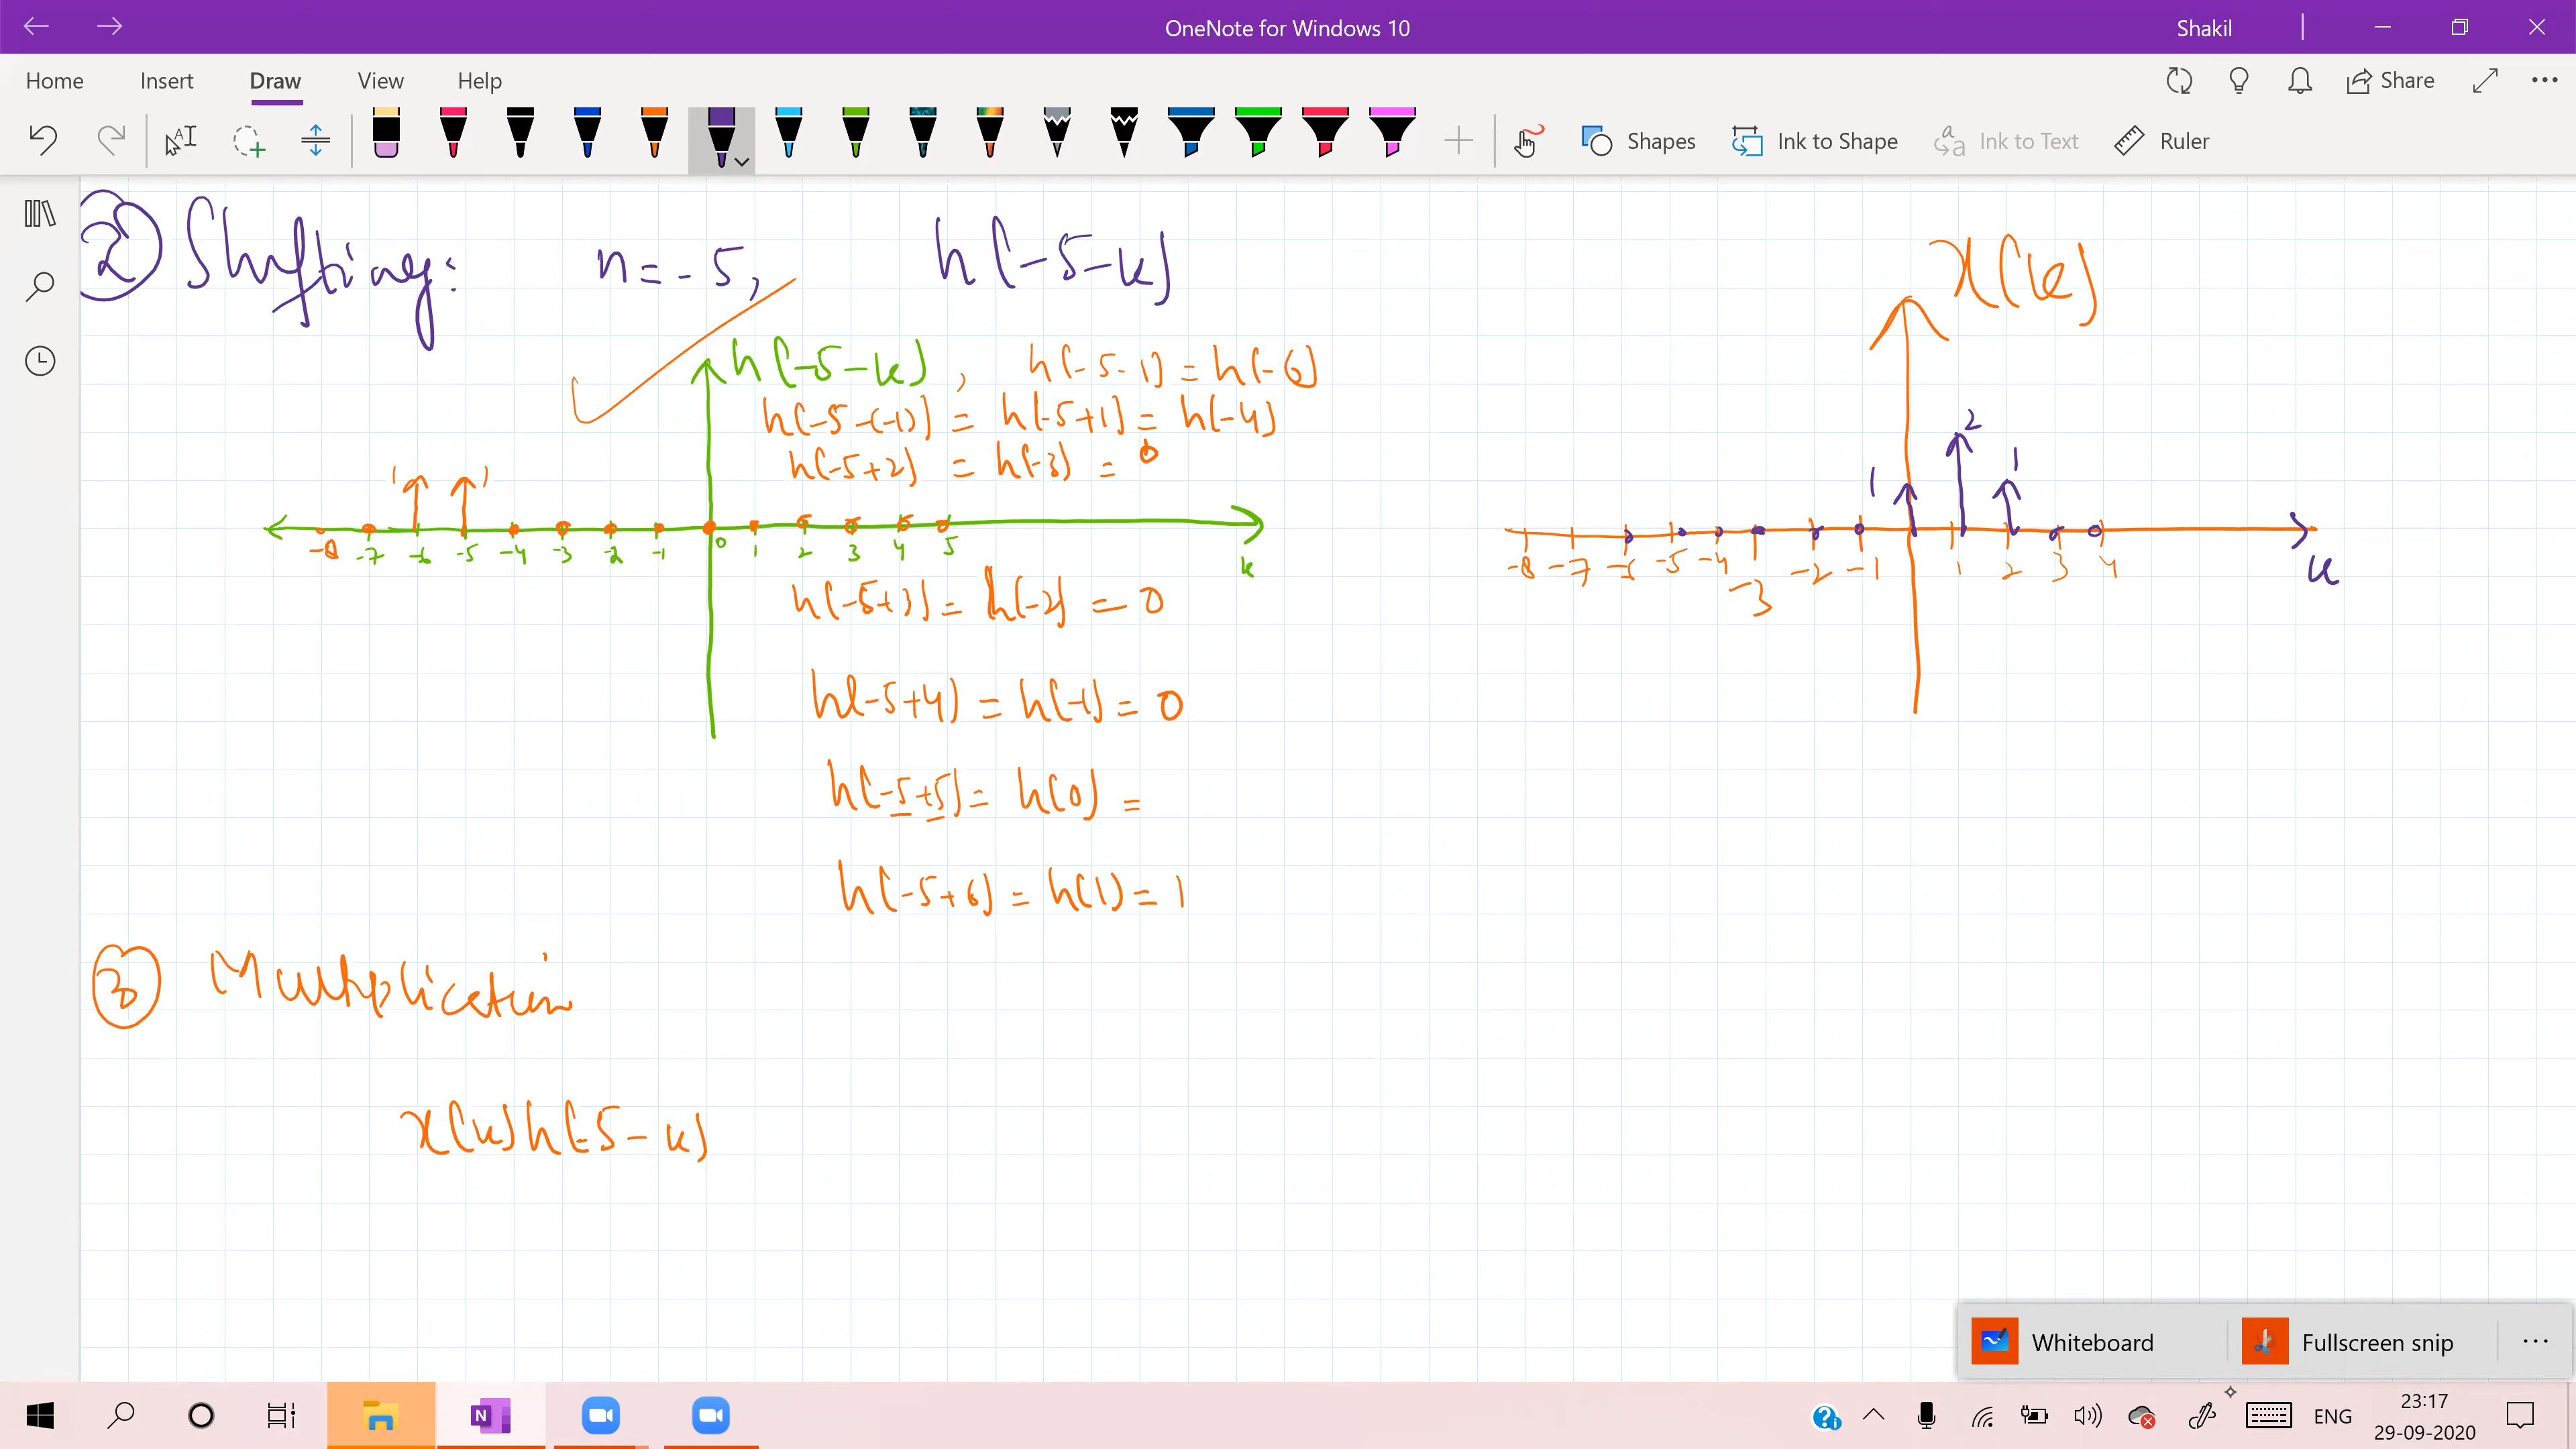 OneNote for Windows 10
Shakil
Home Insert Draw View Help
Share
Shapes Ink to Shape Ink to Text Ruler
② Shifting: n = -5, h[-5-k]
x[k]
h[-5-k], h[-5-1] = h[-6]
h[-5-(-1)] = h[-5+1] = h[-4]
h[-5+2] = h[-3] = 0
1 1
-8 -7 -6 -5 -4 -3 -2 -1 0 1 2 3 4 5 k
1 2 1
-8 -7 -6 -5 -4 -3 -2 -1 1 2 3 4 k
h[-5+3] = h[-2] = 0
h[-5+4] = h[-1] = 0
h[-5+5] = h[0] =
h[-5+6] = h[1] = 1
③ Multiplication
x[k]h[-5-k]
Whiteboard
Fullscreen snip
ENG
23:17
29-09-2020